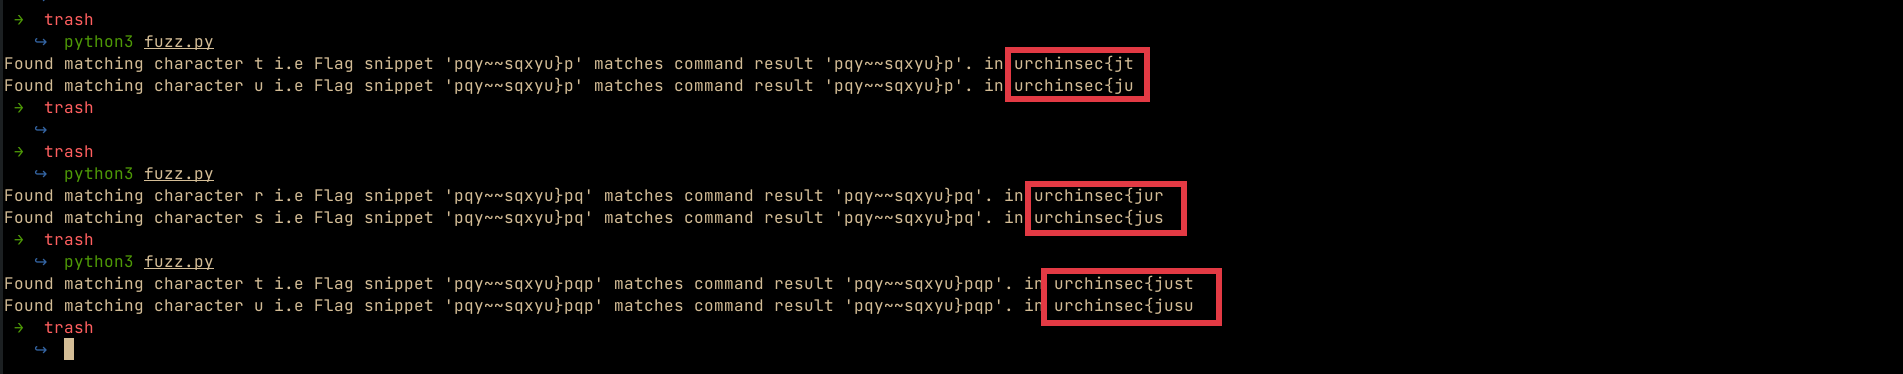 → trash
↪ python3 fuzz.py
Found matching character t i.e Flag snippet 'pqy~~sqxyu}p' matches command result 'pqy~~sqxyu}p'. in urchinsec{jt
Found matching character u i.e Flag snippet 'pqy~~sqxyu}p' matches command result 'pqy~~sqxyu}p'. in urchinsec{ju
→ trash
↪
→ trash
↪ python3 fuzz.py
Found matching character r i.e Flag snippet 'pqy~~sqxyu}pq' matches command result 'pqy~~sqxyu}pq'. in urchinsec{jur
Found matching character s i.e Flag snippet 'pqy~~sqxyu}pq' matches command result 'pqy~~sqxyu}pq'. in urchinsec{jus
→ trash
↪ python3 fuzz.py
Found matching character t i.e Flag snippet 'pqy~~sqxyu}pqp' matches command result 'pqy~~sqxyu}pqp'. in urchinsec{just
Found matching character u i.e Flag snippet 'pqy~~sqxyu}pqp' matches command result 'pqy~~sqxyu}pqp'. in urchinsec{jusu
→ trash
↪